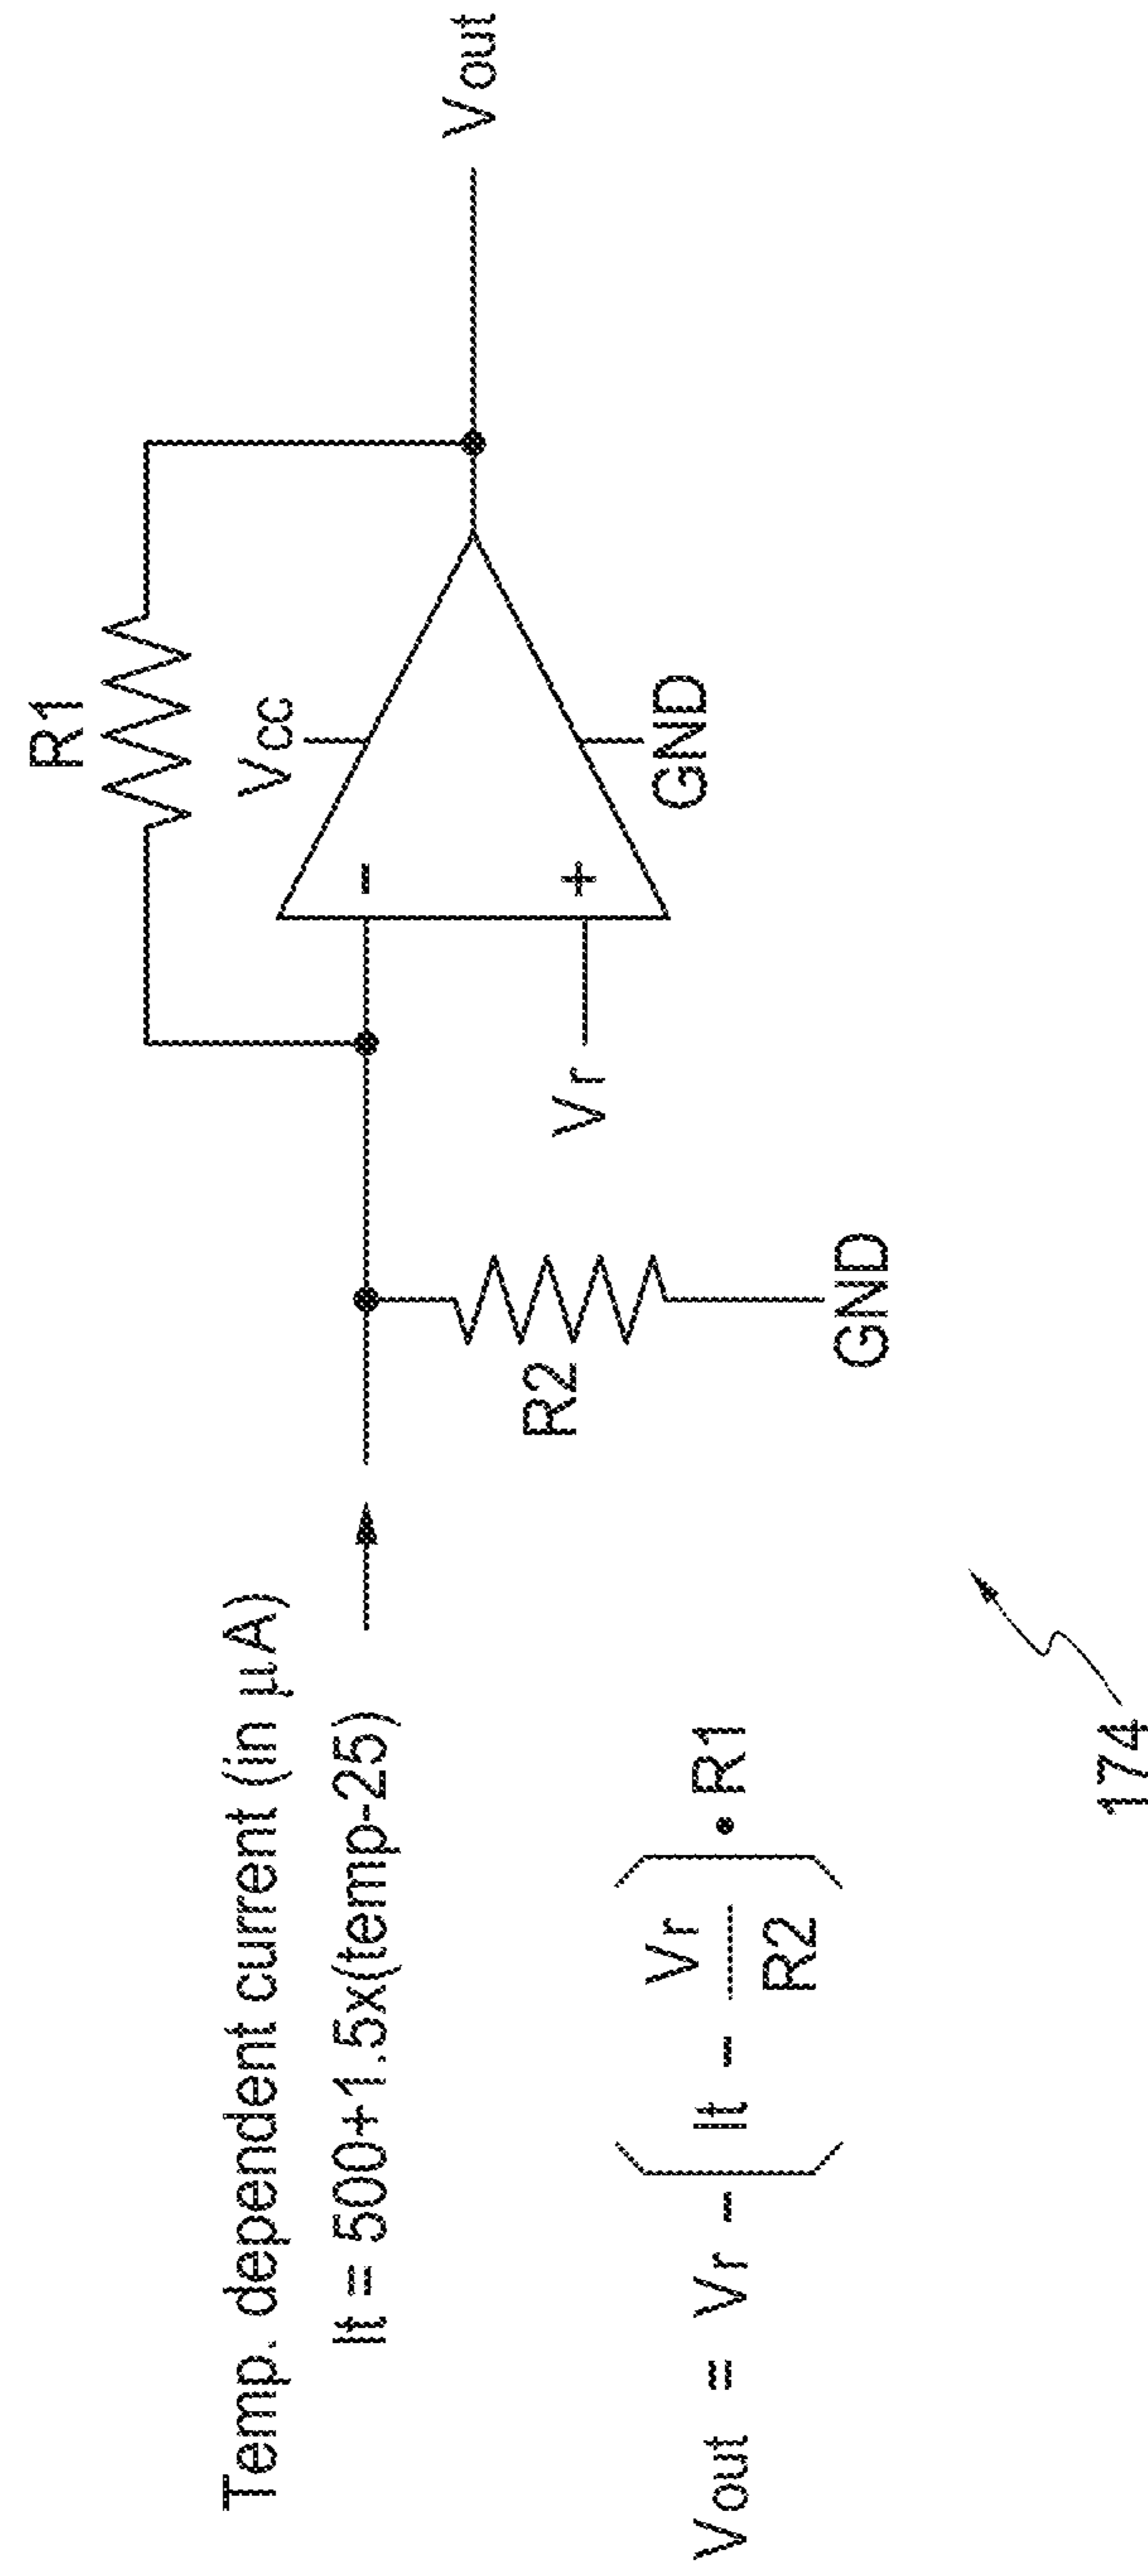 Temp. dependent current (in µA)
It = 500+1.5x(temp-25)
R1
Vcc
-
+
Vr
GND
R2
GND
Vout
Vout = Vr - ( It - Vr/R2 ) • R1
174